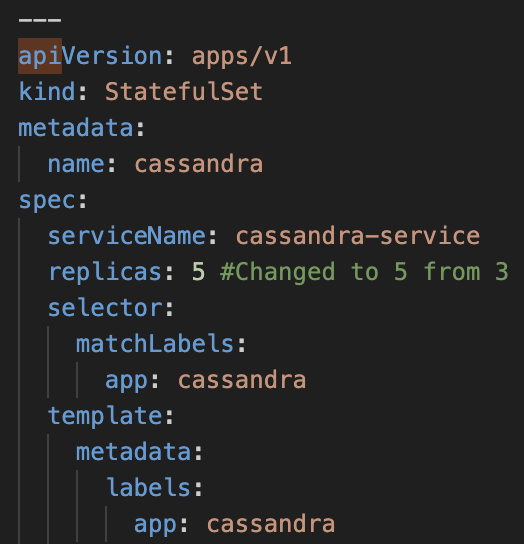 ---
apiVersion: apps/v1
kind: StatefulSet
metadata:
  name: cassandra
spec:
  serviceName: cassandra-service
  replicas: 5 #Changed to 5 from 3
  selector:
    matchLabels:
      app: cassandra
  template:
    metadata:
      labels:
        app: cassandra